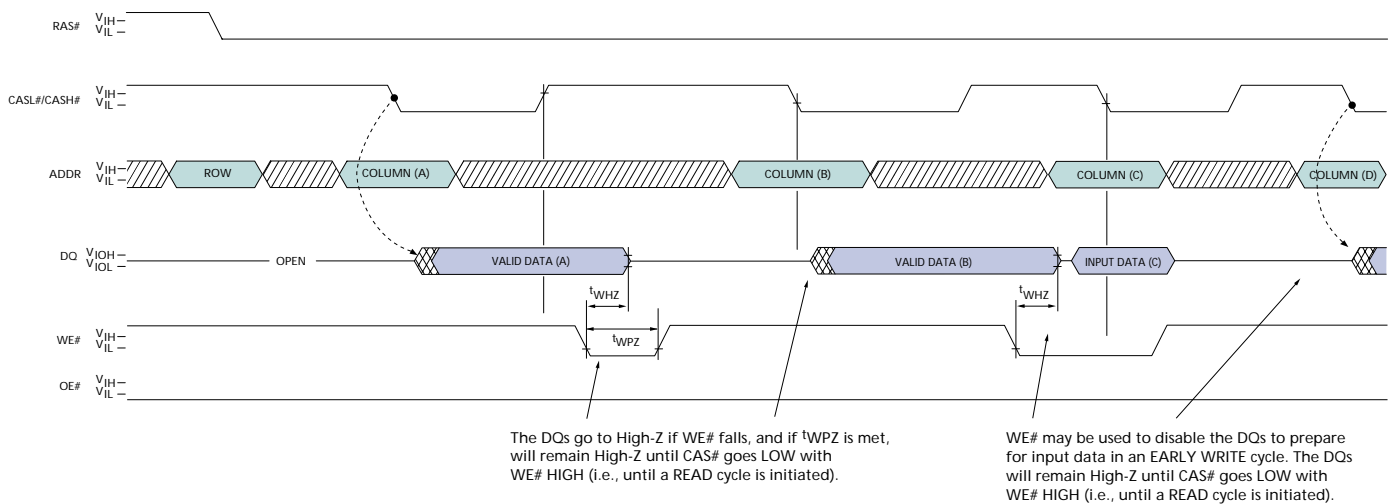 RAS# VIH VIL
CASL#/CASH# VIH VIL
ADDR VIH VIL ROW COLUMN (A) COLUMN (B) COLUMN (C) COLUMN (D)
DQ VIOH VIOL OPEN VALID DATA (A) VALID DATA (B) INPUT DATA (C)
tWHZ tWHZ
tWPZ
WE# VIH VIL
OE# VIH VIL
The DQs go to High-Z if WE# falls, and if tWPZ is met,
will remain High-Z until CAS# goes LOW with
WE# HIGH (i.e., until a READ cycle is initiated).
WE# may be used to disable the DQs to prepare
for input data in an EARLY WRITE cycle. The DQs
will remain High-Z until CAS# goes LOW with
WE# HIGH (i.e., until a READ cycle is initiated).